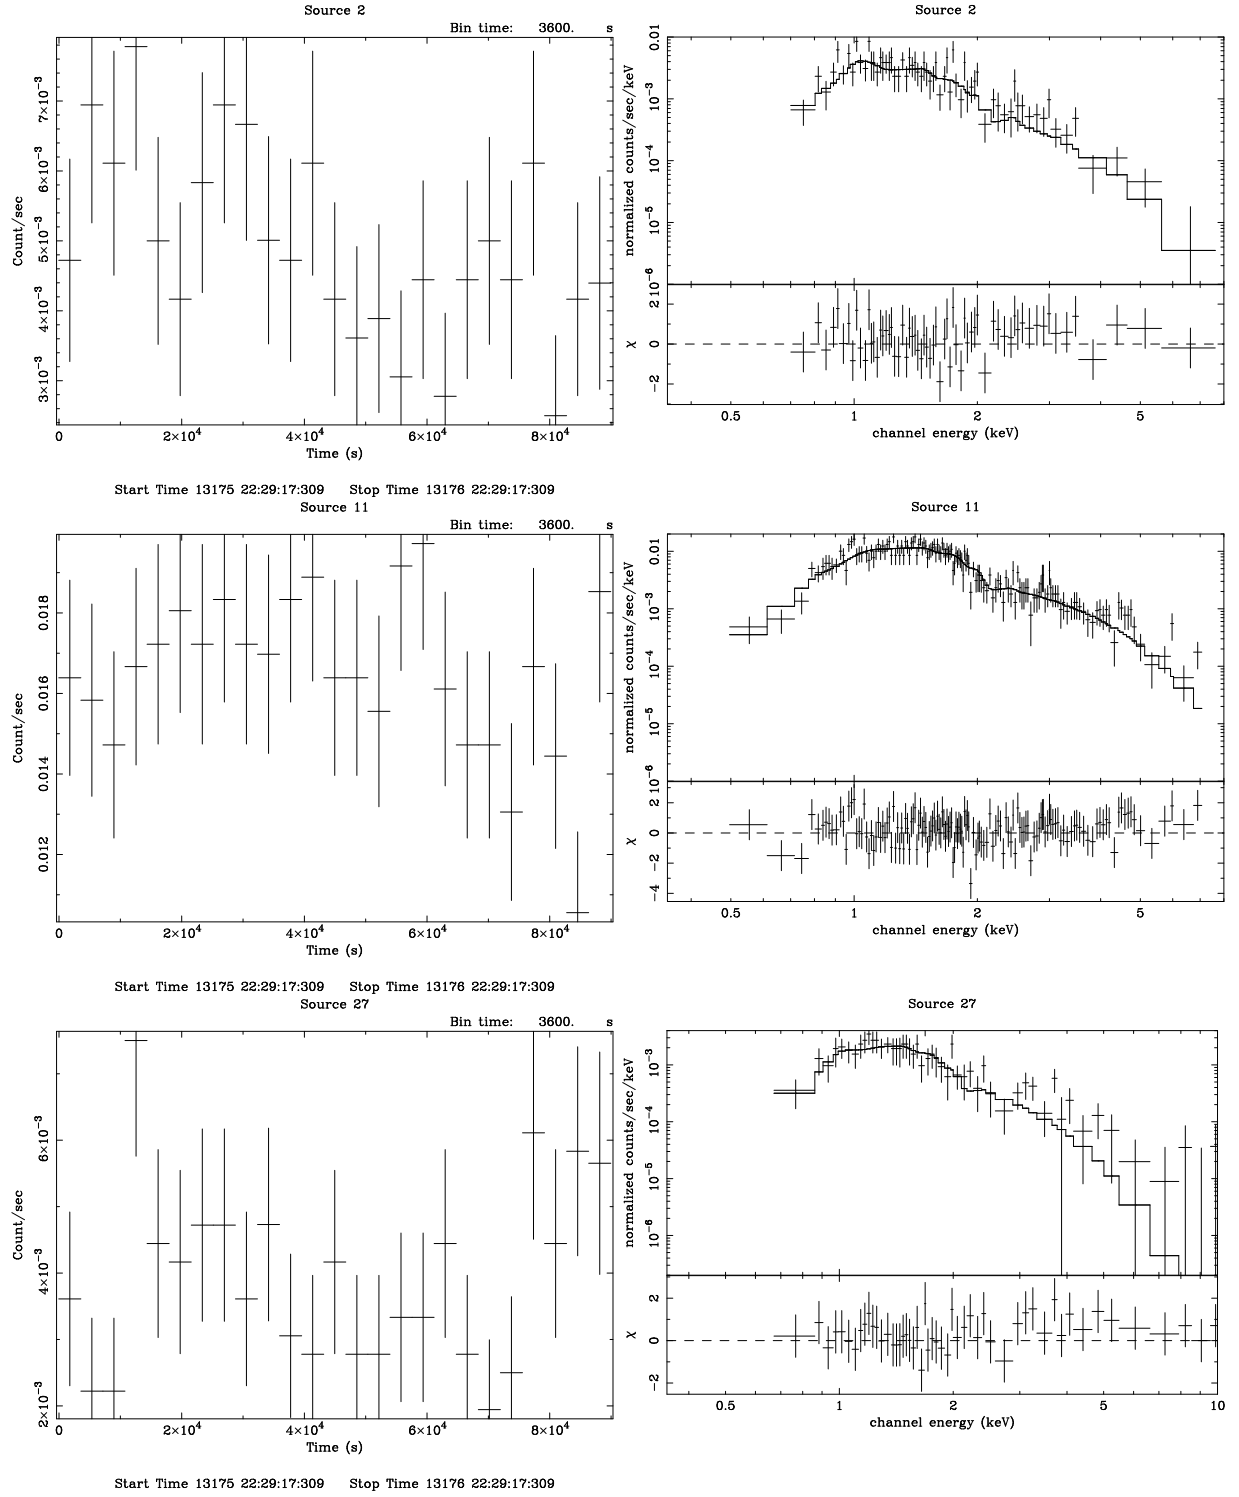 Source 2
Bin time: 3600. s
Count/sec
3×10⁻³ 4×10⁻³ 5×10⁻³ 6×10⁻³ 7×10⁻³
0 2×10⁴ 4×10⁴ 6×10⁴ 8×10⁴
Time (s)
Start Time 13175 22:29:17:309 Stop Time 13176 22:29:17:309
Source 2
normalized counts/sec/keV
10⁻⁶ 10⁻⁵ 10⁻⁴ 10⁻³ 0.01
χ
-2 0 2
0.5 1 2 5
channel energy (keV)
Source 11
Bin time: 3600. s
Count/sec
0.012 0.014 0.016 0.018
0 2×10⁴ 4×10⁴ 6×10⁴ 8×10⁴
Time (s)
Start Time 13175 22:29:17:309 Stop Time 13176 22:29:17:309
Source 11
normalized counts/sec/keV
10⁻⁶ 10⁻⁵ 10⁻⁴ 10⁻³ 0.01
χ
-4 -2 0 2
0.5 1 2 5
channel energy (keV)
Source 27
Bin time: 3600. s
Count/sec
2×10⁻³ 4×10⁻³ 6×10⁻³
0 2×10⁴ 4×10⁴ 6×10⁴ 8×10⁴
Time (s)
Start Time 13175 22:29:17:309 Stop Time 13176 22:29:17:309
Source 27
normalized counts/sec/keV
10⁻⁶ 10⁻⁵ 10⁻⁴ 10⁻³
χ
-2 0 2
0.5 1 2 5 10
channel energy (keV)